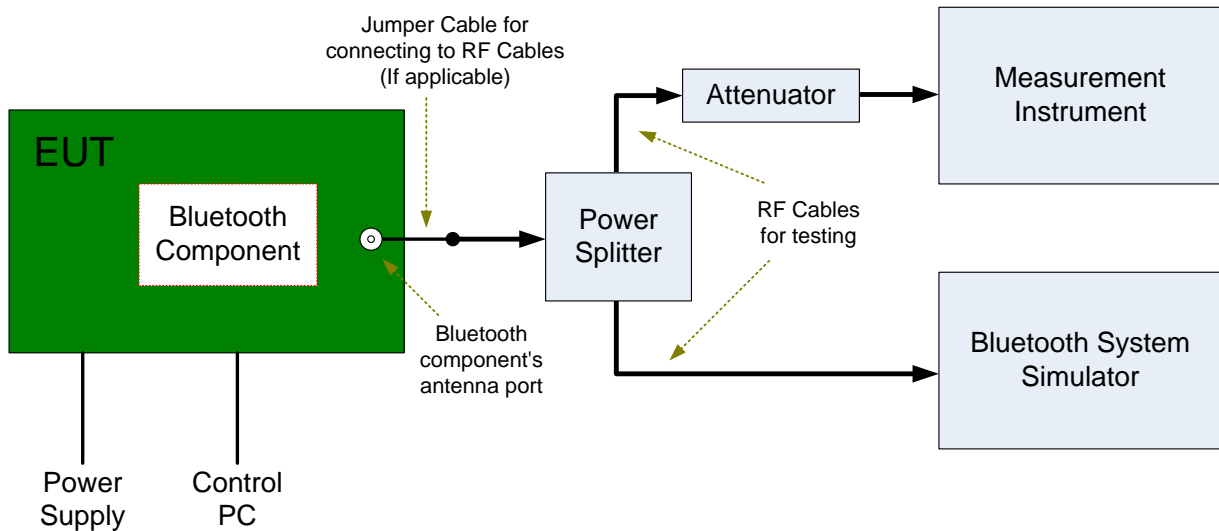 Jumper Cable for
connecting to RF Cables
(If applicable)
EUT
Bluetooth
Component
Bluetooth
component's
antenna port
Power
Supply
Control
PC
Power
Splitter
Attenuator
RF Cables
for testing
Measurement
Instrument
Bluetooth System
Simulator